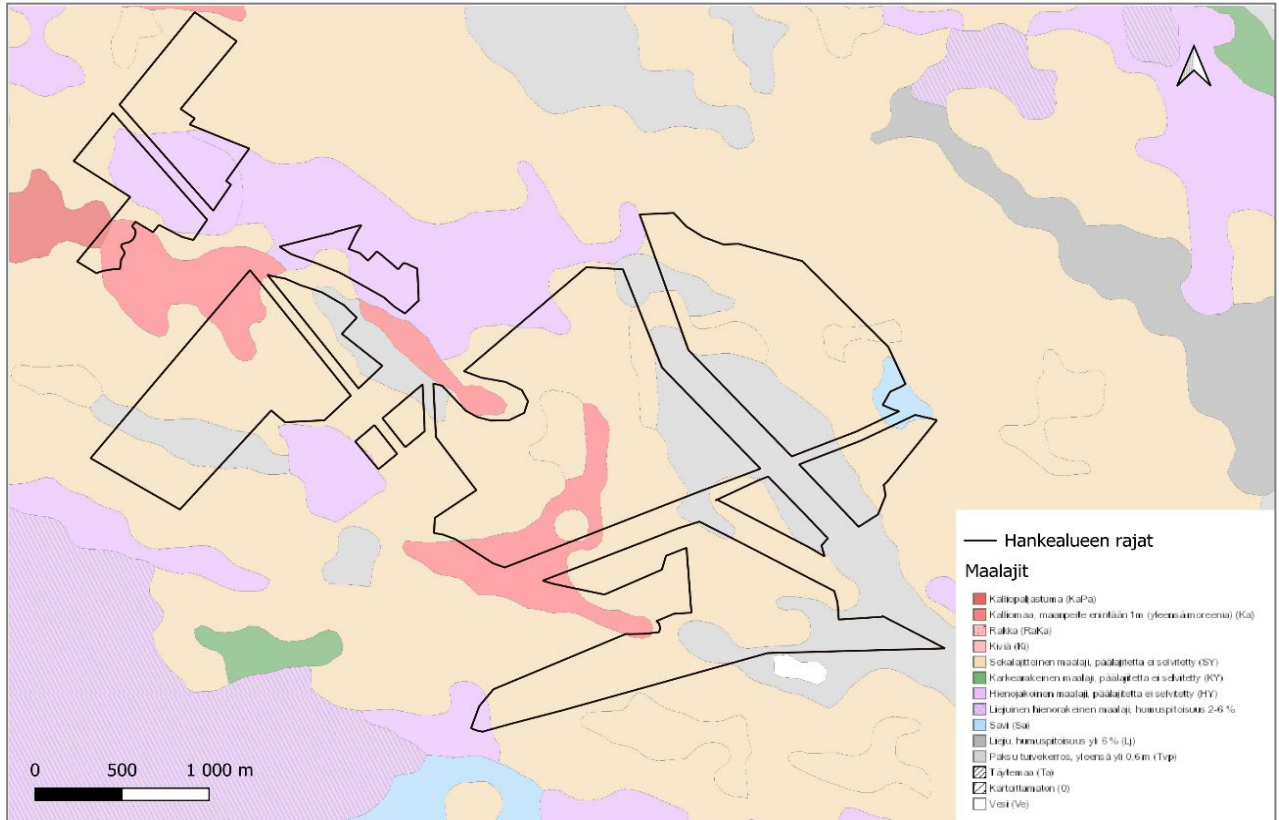 Hankealueen rajat
Maalajit
Kalliopaljastuma (KaPa)
Kalliomaa, maanpeite enintään 1m (yleensä moreenia) (Ka)
Rakka (RaKa)
Kiviä (Ki)
Sekalajitteinen maalaji, päälajitetta ei selvitetty (SY)
Karkearakeinen maalaji, päälajitetta ei selvitetty (KY)
Hienojakoinen maalaji, päälajitetta ei selvitetty (HY)
Liejuinen hienorakeinen maalaji, humuspitoisuus 2-6 %
Savi (Sa)
Lieju, humuspitoisuus yli 6 % (Lj)
Paksu turvekerros, yleensä yli 0,6 m (Tvp)
Täytemaa (Ta)
Kartoittamaton (0)
Vesi (Ve)
0 500 1 000 m